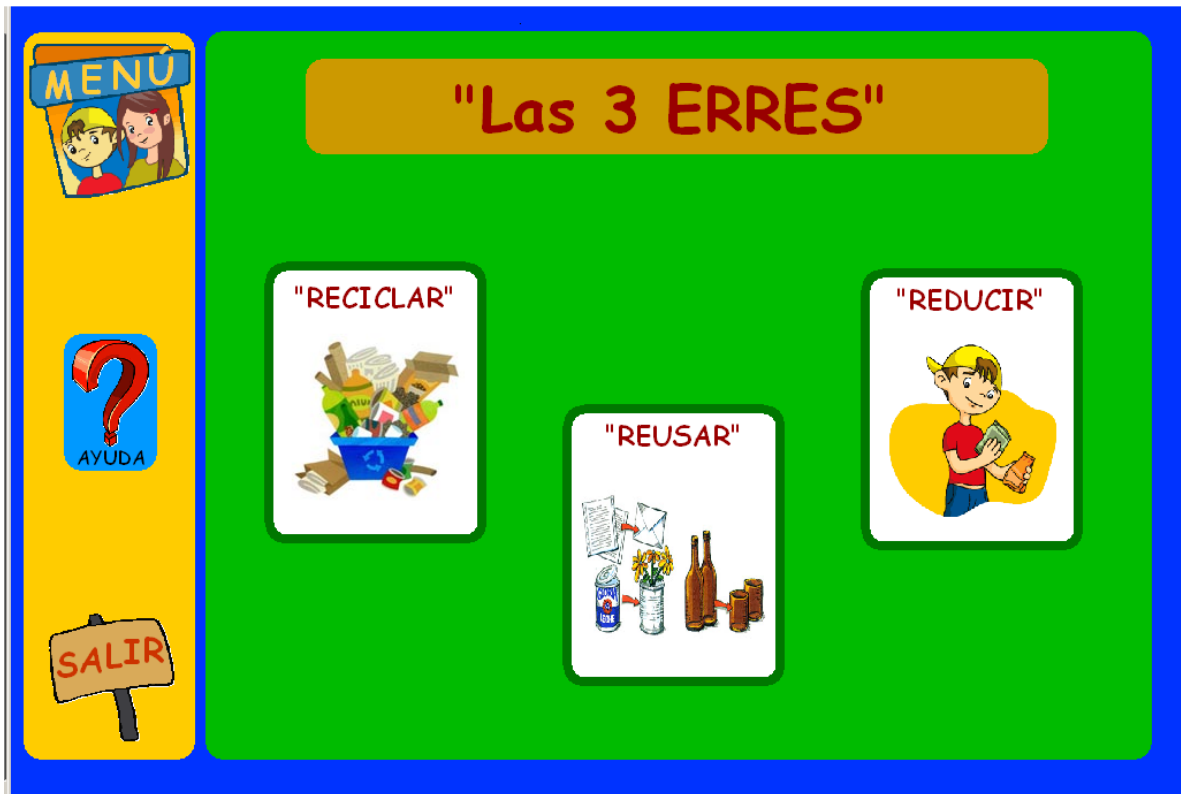 MENÚ
"Las 3 ERRES"
"RECICLAR"
"REDUCIR"
"REUSAR"
AYUDA
SALIR